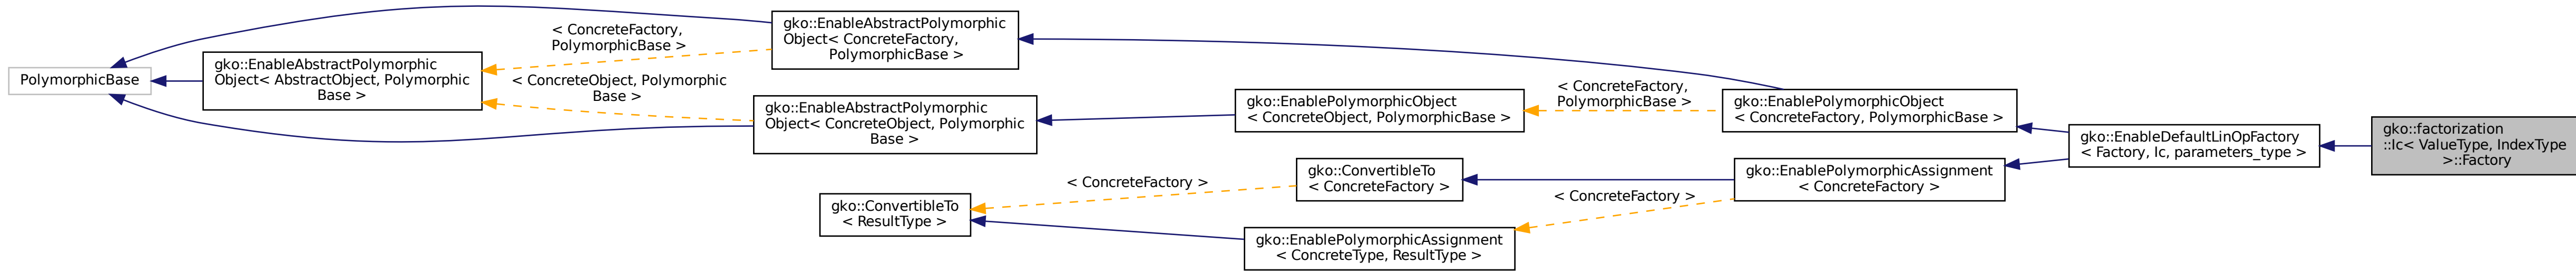 PolymorphicBase
gko::EnableAbstractPolymorphic
Object< AbstractObject, Polymorphic
Base >
< ConcreteFactory,
PolymorphicBase >
< ConcreteObject, Polymorphic
Base >
gko::EnableAbstractPolymorphic
Object< ConcreteFactory,
PolymorphicBase >
gko::EnableAbstractPolymorphic
Object< ConcreteObject, Polymorphic
Base >
gko::ConvertibleTo
< ResultType >
< ConcreteFactory >
gko::EnablePolymorphicObject
< ConcreteObject, PolymorphicBase >
gko::ConvertibleTo
< ConcreteFactory >
gko::EnablePolymorphicAssignment
< ConcreteType, ResultType >
< ConcreteFactory,
PolymorphicBase >
< ConcreteFactory >
gko::EnablePolymorphicObject
< ConcreteFactory, PolymorphicBase >
gko::EnablePolymorphicAssignment
< ConcreteFactory >
gko::EnableDefaultLinOpFactory
< Factory, Ic, parameters_type >
gko::factorization
::Ic< ValueType, IndexType
>::Factory